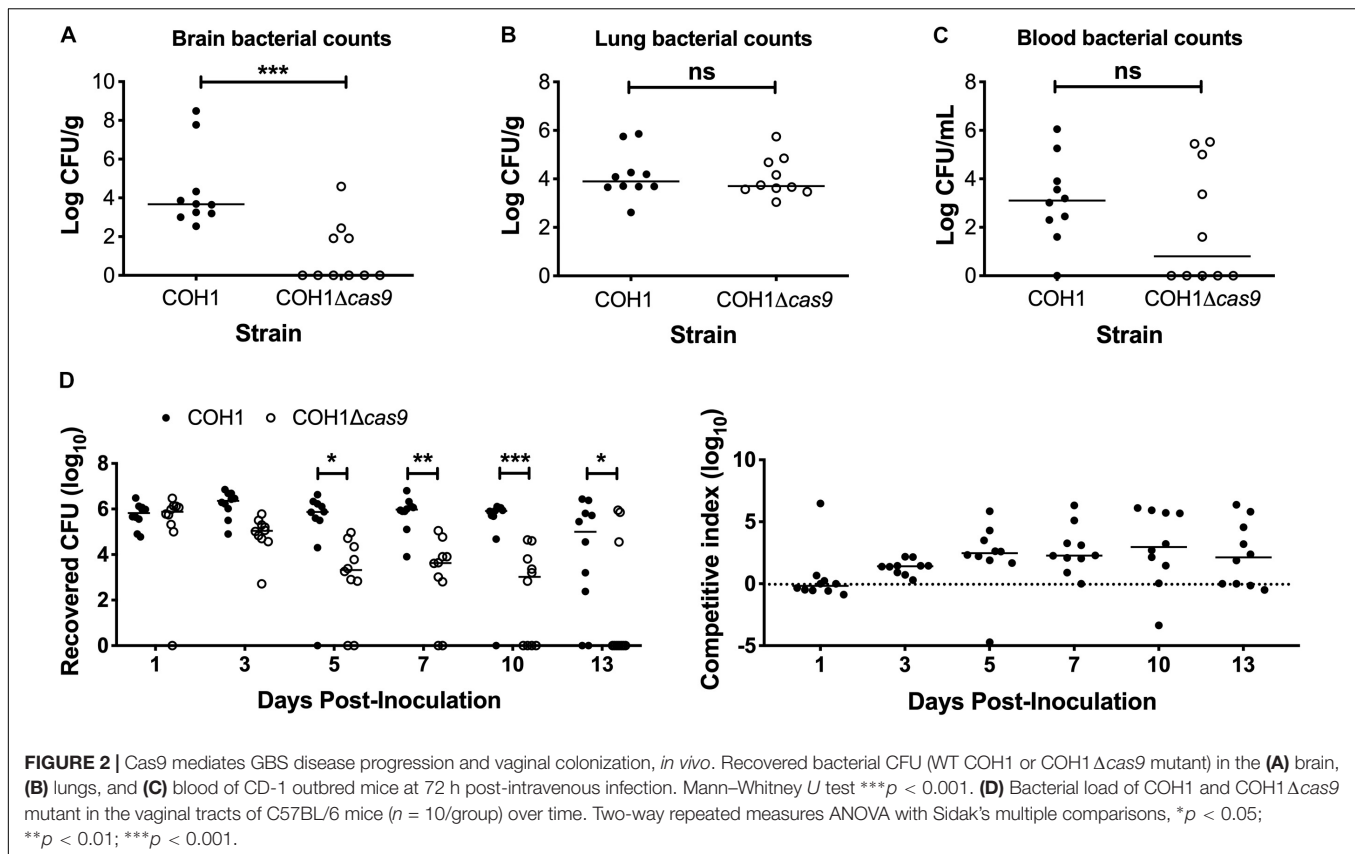 A
Brain bacterial counts
***
10
8
6
4
2
0
Log CFU/g
COH1
COH1Δcas9
Strain
B
Lung bacterial counts
ns
8
6
4
2
0
Log CFU/g
COH1
COH1Δcas9
Strain
C
Blood bacterial counts
ns
8
6
4
2
0
Log CFU/mL
COH1
COH1Δcas9
Strain
D
COH1
COH1Δcas9
* ** *** *
8
4
0
Recovered CFU (log10)
1 3 5 7 10 13
Days Post-Inoculation
10
5
0
-5
Competitive index (log10)
1 3 5 7 10 13
Days Post-Inoculation
FIGURE 2 | Cas9 mediates GBS disease progression and vaginal colonization, in vivo. Recovered bacterial CFU (WT COH1 or COH1Δcas9 mutant) in the (A) brain,
(B) lungs, and (C) blood of CD-1 outbred mice at 72 h post-intravenous infection. Mann–Whitney U test ***p < 0.001. (D) Bacterial load of COH1 and COH1Δcas9
mutant in the vaginal tracts of C57BL/6 mice (n = 10/group) over time. Two-way repeated measures ANOVA with Sidak's multiple comparisons, *p < 0.05;
**p < 0.01; ***p < 0.001.